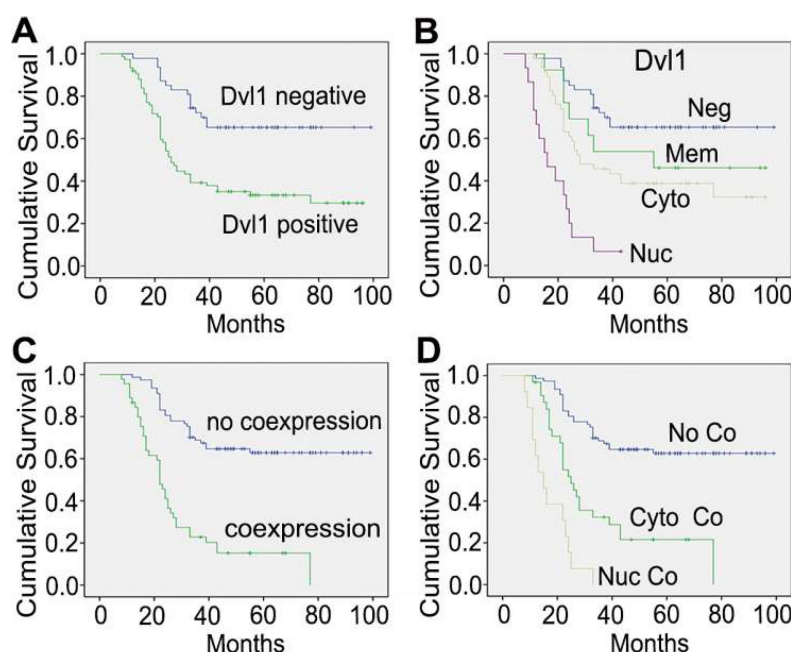 A
Cumulative Survival
1.0
0.8
0.6
0.4
0.2
0.0
Dvl1 negative
Dvl1 positive
0 20 40 60 80 100
Months
B
Cumulative Survival
1.0
0.8
0.6
0.4
0.2
0.0
Dvl1
Neg
Mem
Cyto
Nuc
0 20 40 60 80 100
Months
C
Cumulative Survival
1.0
0.8
0.6
0.4
0.2
0.0
no coexpression
coexpression
0 20 40 60 80 100
Months
D
Cumulative Survival
1.0
0.8
0.6
0.4
0.2
0.0
No Co
Cyto Co
Nuc Co
0 20 40 60 80 100
Months